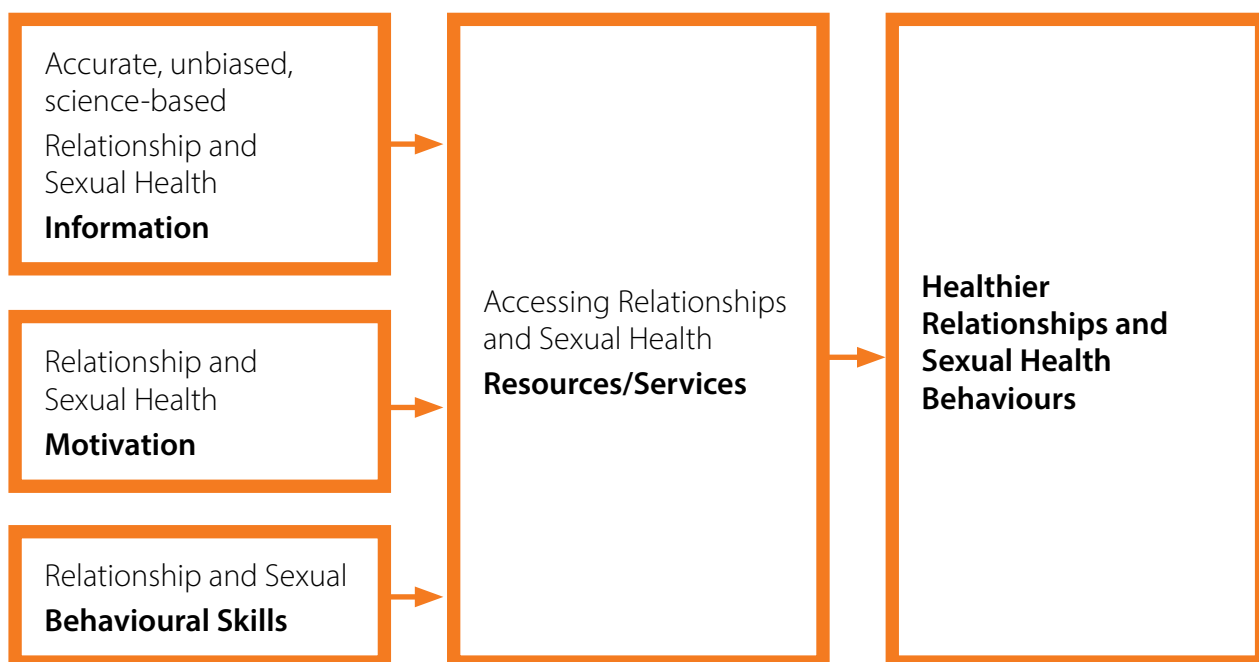 Accurate, unbiased,
science-based
Relationship and
Sexual Health
Information
Relationship and
Sexual Health
Motivation
Relationship and Sexual
Behavioural Skills
Accessing Relationships
and Sexual Health
Resources/Services
Healthier
Relationships and
Sexual Health
Behaviours